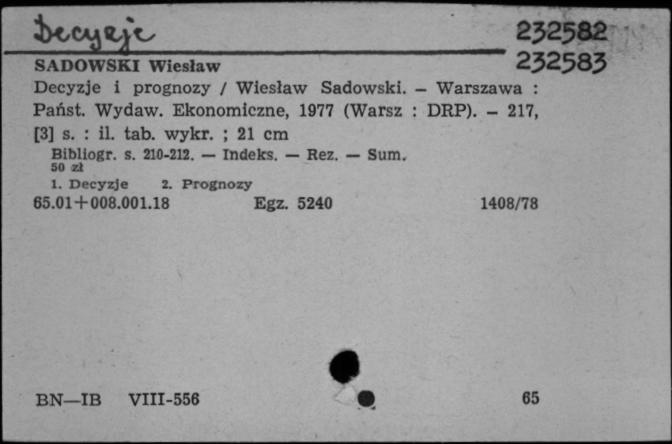 Decyzje 232582
232583
SADOWSKI Wiesław
Decyzje i prognozy / Wiesław Sadowski. — Warszawa :
Państ. Wydaw. Ekonomiczne, 1977 (Warsz : DRP). — 217,
[3] s. : il. tab. wykr. ; 21 cm
Bibliogr. s. 210-212. — Indeks. — Rez. — Sum.
50 zł
1. Decyzje 2. Prognozy
65.01+008.001.18 Egz. 5240 1408/78
BN—IB VIII-556 65